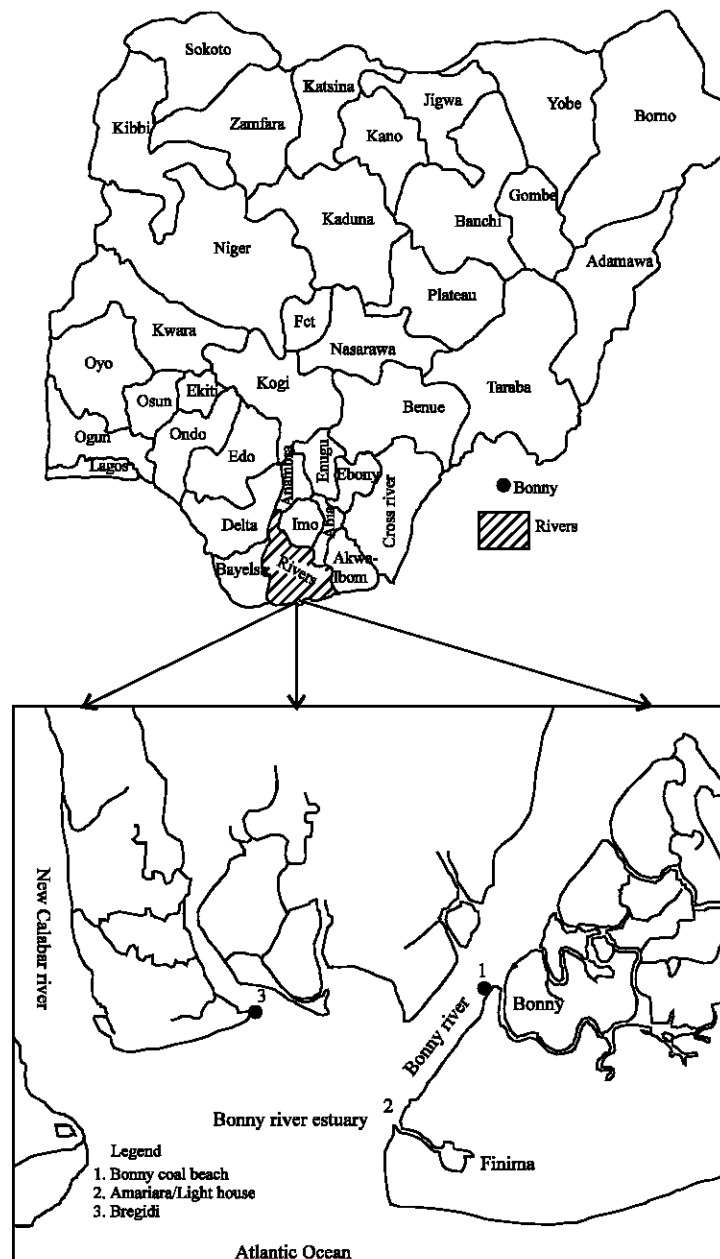 Sokoto
Katsina
Jigwa
Yobe
Borno
Kibbi
Zamfara
Kano
Gombe
Kaduna
Banchi
Niger
Adamawa
Plateau
Fct
Kwara
Nasarawa
Oyo
Kogi
Taraba
Ekiti
Osun
Benue
Ogun
Ondo
Edo
Enugu
Anambra
Ebony
Lagos
Cross river
Bonny
Delta
Imo
Abia
Rivers
Akwa-
Ibom
Bayelsa
Rivers
New Calabar river
1
Bonny
3
Bonny river
2
Bonny river estuary
Finima
Legend
1. Bonny coal beach
2. Amariara/Light house
3. Bregidi
Atlantic Ocean